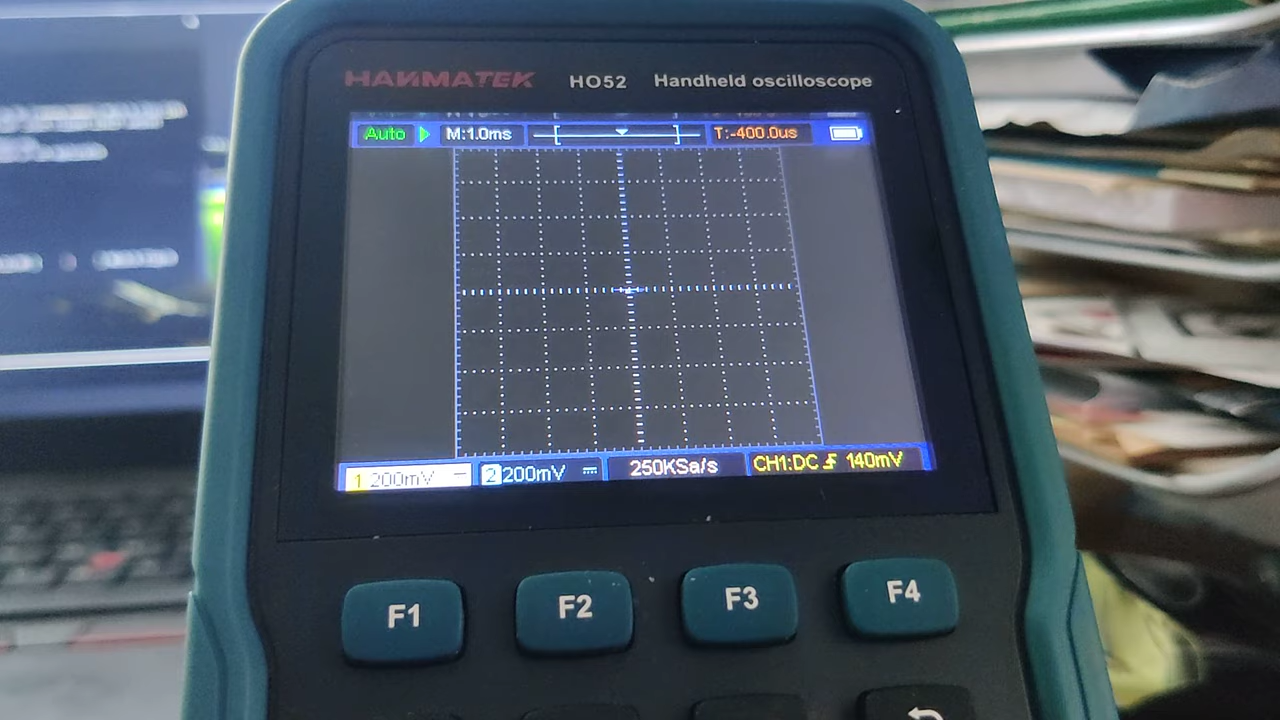 HANMATEK HO52 Handheld oscilloscope
Auto M:1.0ms T:-400.0us
1 200mV 2 200mV 250KSa/s CH1:DC 140mV
F1 F2 F3 F4